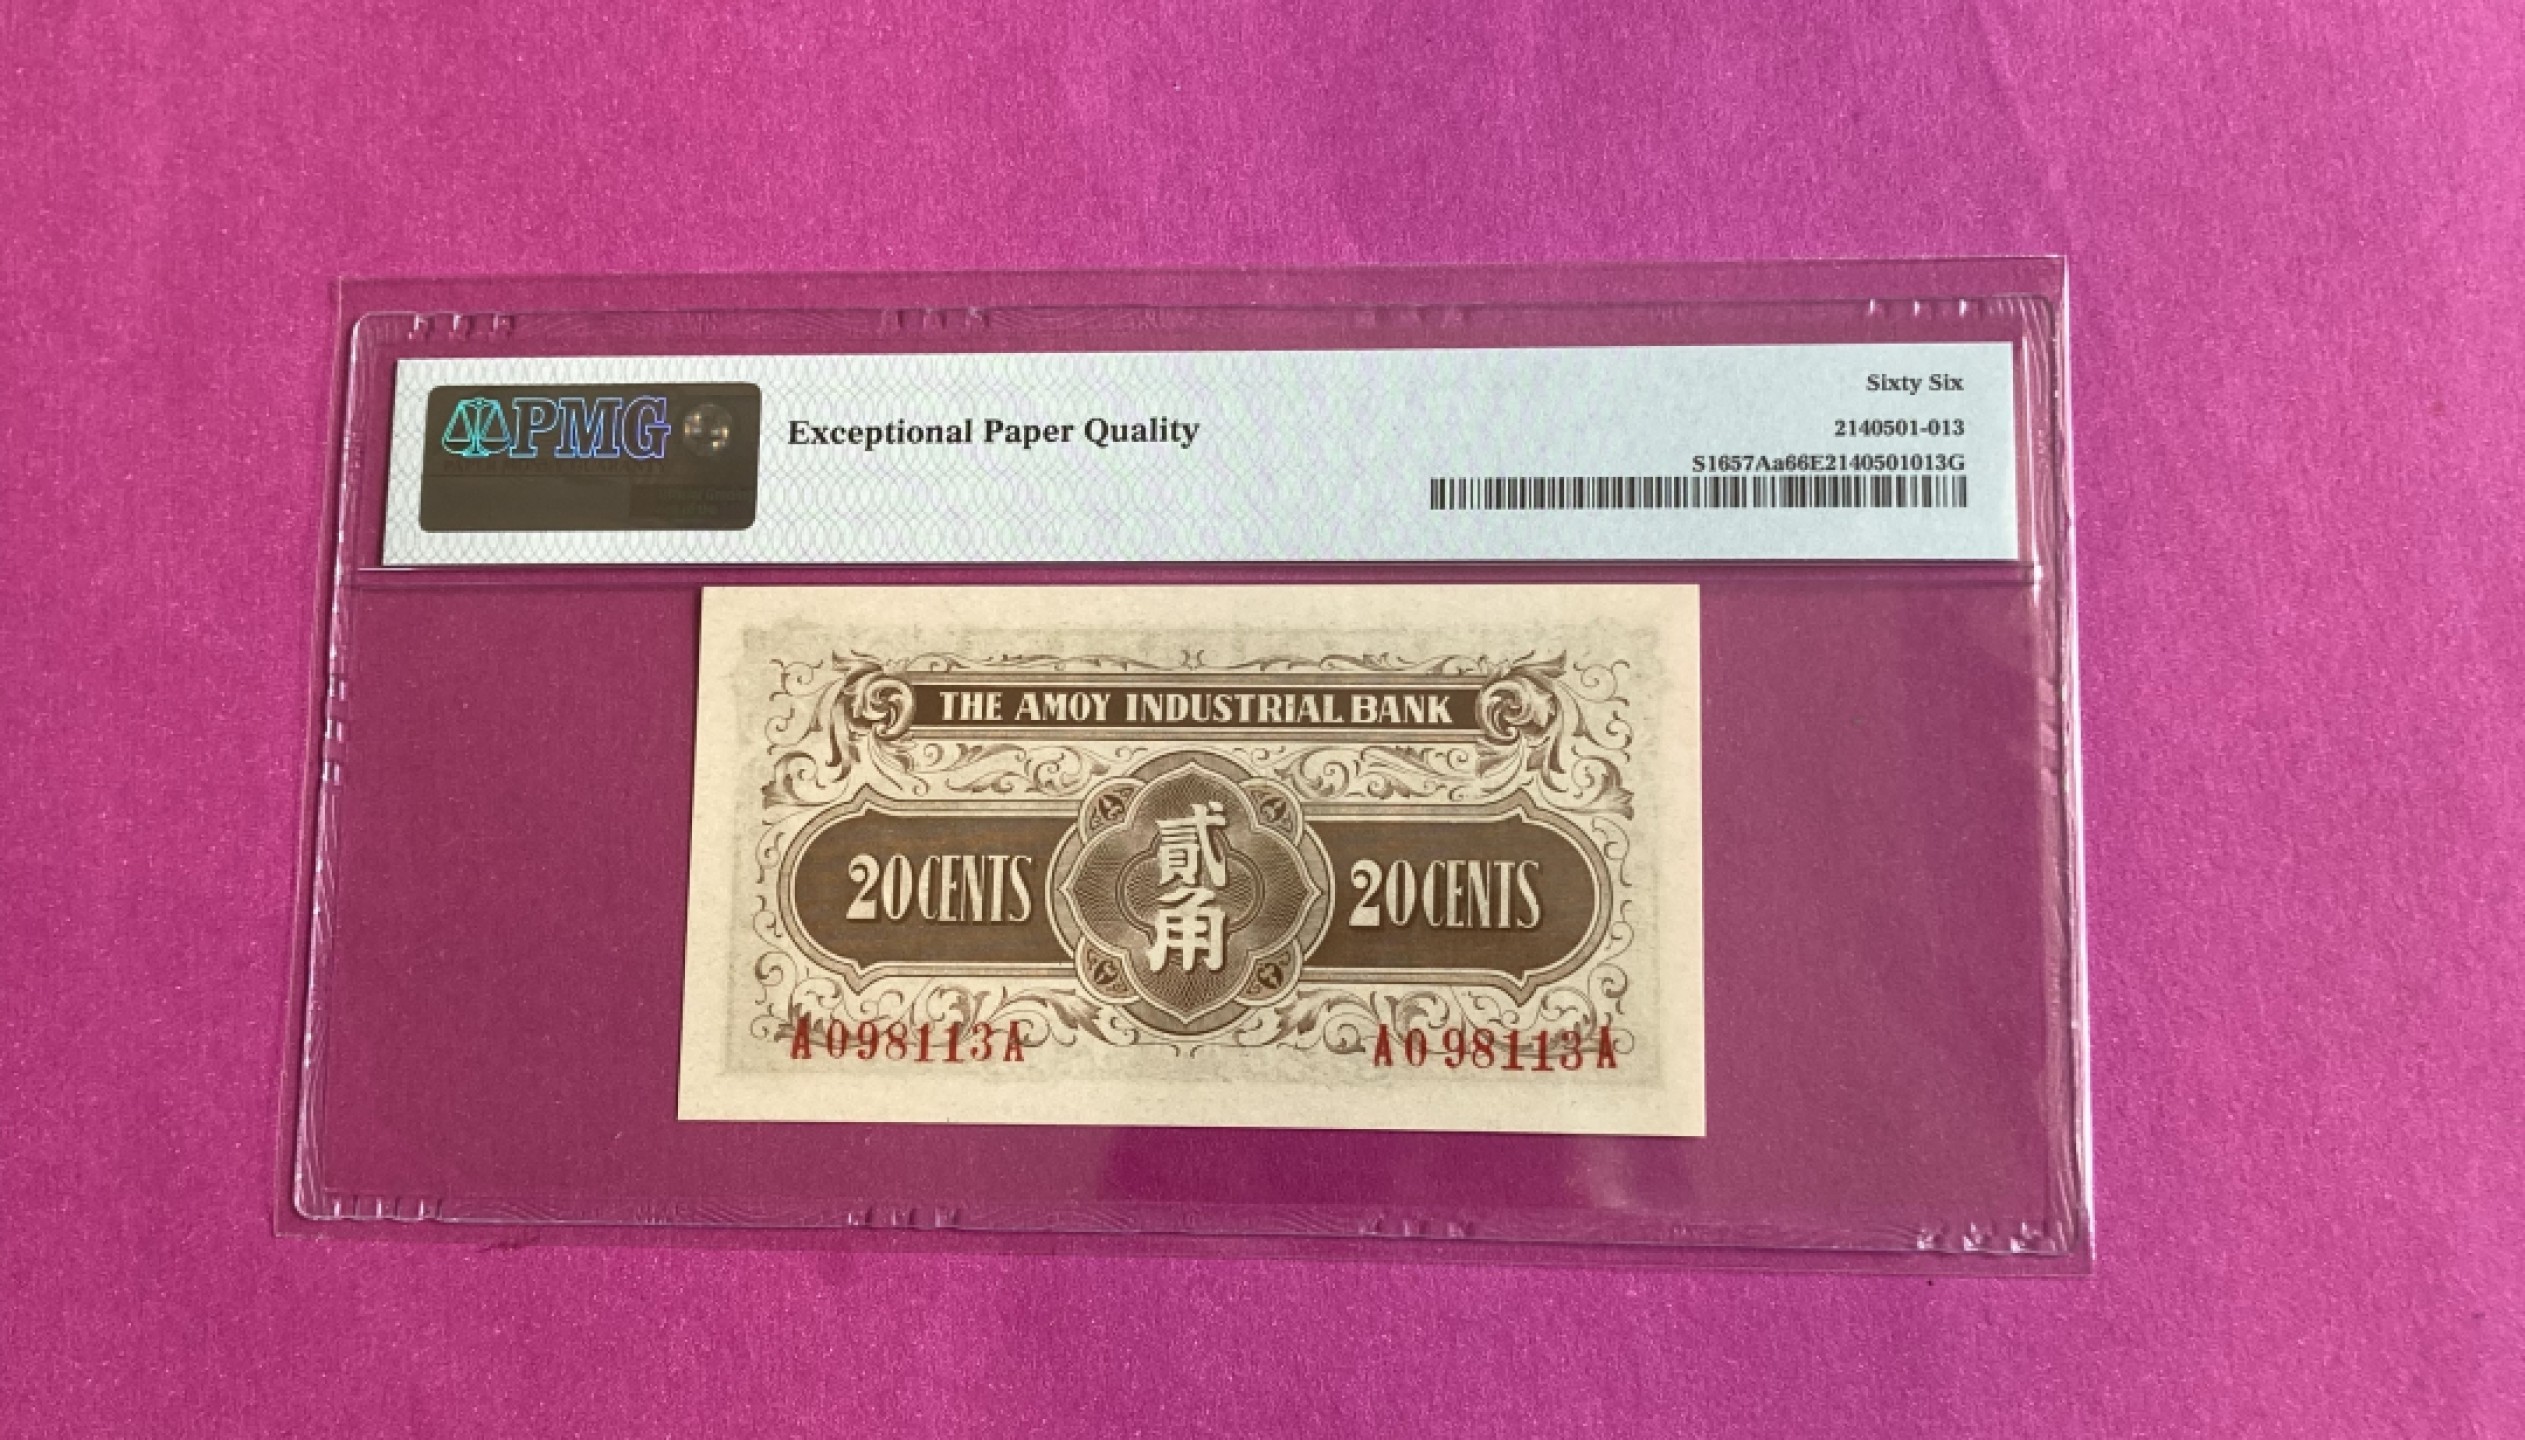 PMG
Exceptional Paper Quality
Sixty Six
2140501-013
S1657Aa66E2140501013G
THE AMOY INDUSTRIAL BANK
20 CENTS
貳角
20 CENTS
A098113A
A098113A